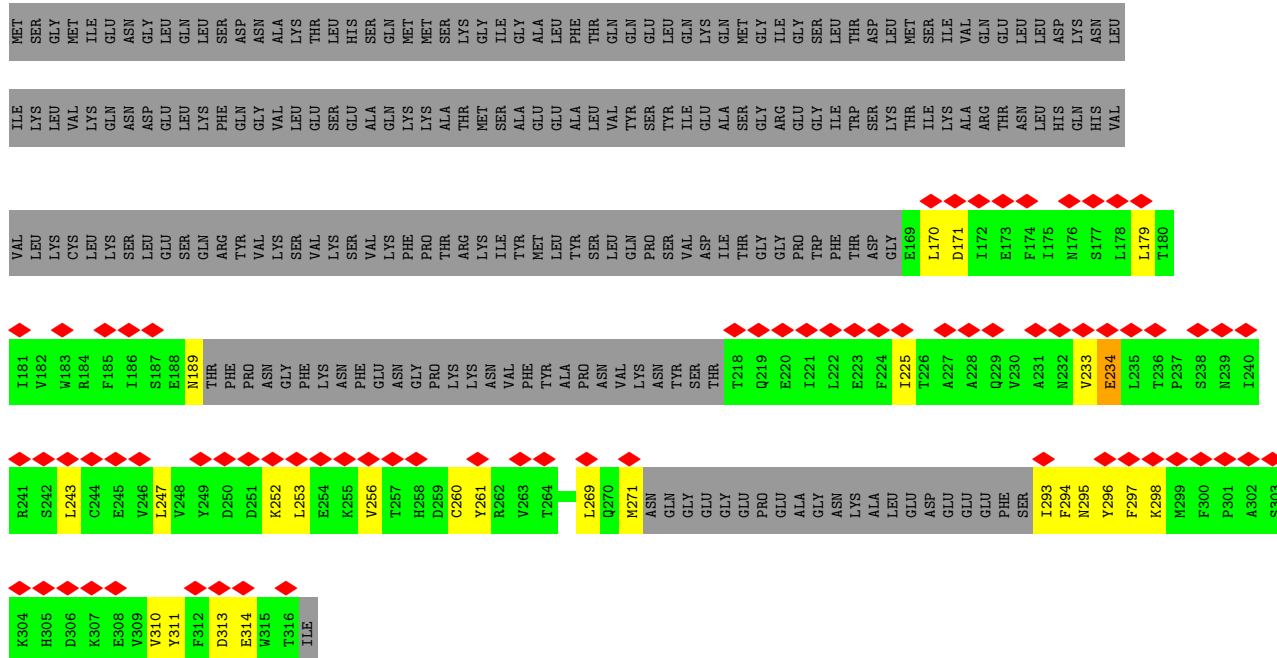 MET SER GLY MET ILE GLU ASN GLY LEU GLN LEU SER ASP ASN ALA LYS THR LEU HIS SER GLN MET MET SER LYS GLY ILE GLY ALA LEU PHE THR GLN GLN GLU LEU GLN LYS GLN MET GLY ILE GLY SER LEU THR ASP LEU MET SER ILE VAL GLN GLU LEU LEU ASP LYS ASN LEU
ILE LYS LEU VAL LYS GLN ASN ASP GLU LEU LYS PHE GLN GLY VAL LEU GLU SER GLU ALA GLN LYS LYS ALA THR MET SER ALA GLU GLU ALA LEU VAL TYR SER TYR ILE GLU ALA SER GLY ARG GLU GLY ILE TRP SER LYS THR ILE LYS ALA ARG THR ASN LEU HIS GLN HIS VAL
VAL LEU LYS CYS LEU LYS SER LEU GLU SER GLN ARG TYR VAL LYS SER VAL LYS SER VAL LYS PHE PRO THR ARG LYS ILE TYR MET LEU TYR SER LEU GLN PRO SER VAL ASP ILE THR GLY GLY PRO TRP PHE THR ASP GLY E169 L170 D171 I172 E173 F174 I175 N176 S177 L178 L179 T180
I181 V182 W183 R184 F185 I186 S187 E188 N189 THR PHE PRO ASN GLY PHE LYS ASN PHE GLU ASN GLY PRO LYS LYS ASN VAL PHE TYR ALA PRO ASN VAL LYS ASN TYR SER THR T218 Q219 E220 I221 L222 E223 F224 I225 T226 A227 A228 Q229 V230 A231 N232 V233 E234 L235 T236 P237 S238 N239 I240
R241 S242 L243 C244 E245 V246 L247 V248 Y249 D250 D251 K252 L253 E254 K255 V256 T257 H258 D259 C260 Y261 R262 V263 T264 L269 Q270 M271 ASN GLN GLY GLU GLY GLU PRO GLU ALA GLY ASN LYS ALA LEU GLU ASP GLU GLU GLU PHE SER I293 F294 N295 Y296 F297 K298 M299 F300 P301 A302 S303
K304 H305 D306 K307 E308 V309 V310 Y311 F312 D313 E314 W315 T316 ILE